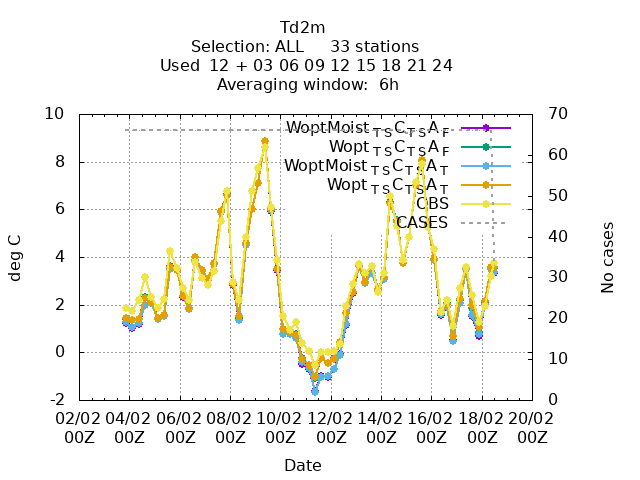 Td2m
Selection: ALL 33 stations
Used 12 + 03 06 09 12 15 18 21 24
Averaging window: 6h
10 70
WoptMoist TS CTS A F
Wopt TS CTS A F
WoptMoist TS CTS A T
Wopt TS CTS A T
OBS
CASES
8 60
6 50
4 40
2 30
0 20
-2 10
0
deg C
No cases
02/02 04/02 06/02 08/02 10/02 12/02 14/02 16/02 18/02 20/02
00Z 00Z 00Z 00Z 00Z 00Z 00Z 00Z 00Z 00Z
Date